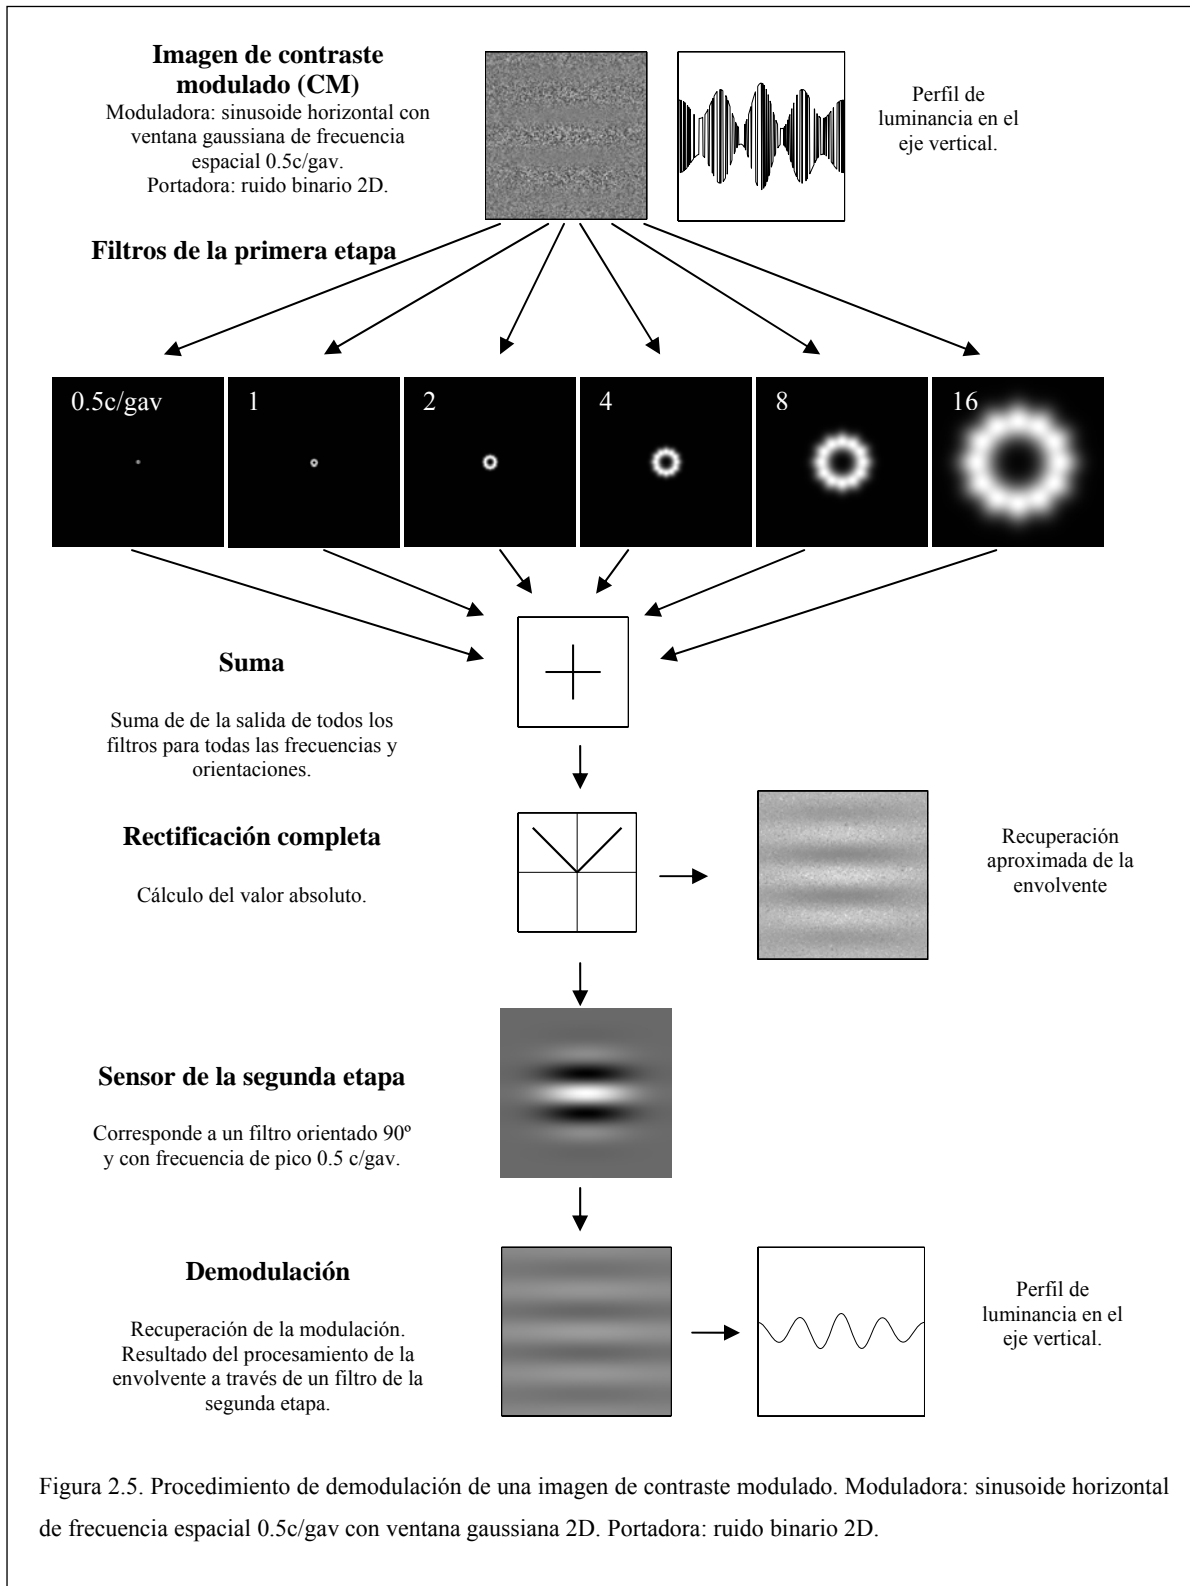 Imagen de contraste
modulado (CM)
Moduladora: sinusoide horizontal con
ventana gaussiana de frecuencia
espacial 0.5c/gav.
Portadora: ruido binario 2D.
Perfil de
luminancia en el
eje vertical.
Filtros de la primera etapa
0.5c/gav
1
2
4
8
16
Suma
Suma de de la salida de todos los
filtros para todas las frecuencias y
orientaciones.
Rectificación completa
Cálculo del valor absoluto.
Recuperación
aproximada de la
envolvente
Sensor de la segunda etapa
Corresponde a un filtro orientado 90º
y con frecuencia de pico 0.5 c/gav.
Demodulación
Recuperación de la modulación.
Resultado del procesamiento de la
envolvente a través de un filtro de la
segunda etapa.
Perfil de
luminancia en el
eje vertical.
Figura 2.5. Procedimiento de demodulación de una imagen de contraste modulado. Moduladora: sinusoide horizontal
de frecuencia espacial 0.5c/gav con ventana gaussiana 2D. Portadora: ruido binario 2D.